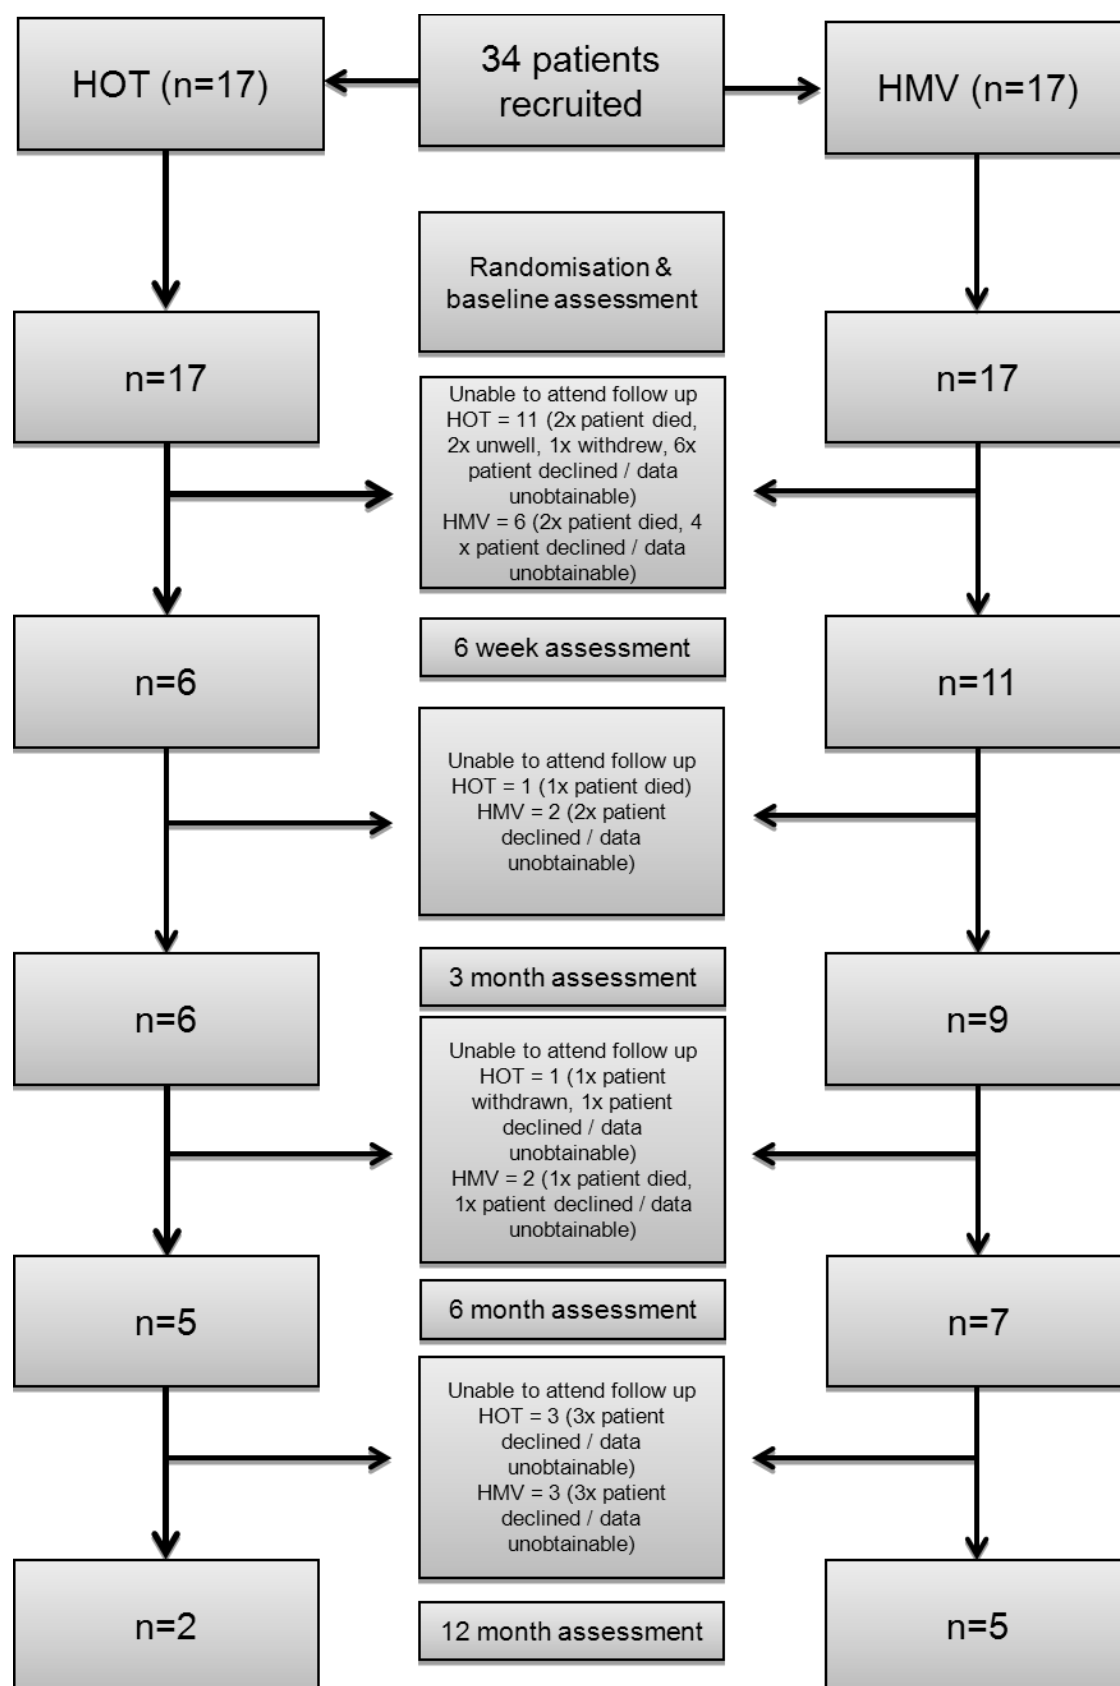 34 patients
recruited
HOT (n=17)
HMV (n=17)
Randomisation &
baseline assessment
n=17
n=17
Unable to attend follow up
HOT = 11 (2x patient died,
2x unwell, 1x withdrew, 6x
patient declined / data
unobtainable)
HMV = 6 (2x patient died, 4
x patient declined / data
unobtainable)
n=6
6 week assessment
n=11
Unable to attend follow up
HOT = 1 (1x patient died)
HMV = 2 (2x patient
declined / data
unobtainable)
n=6
3 month assessment
n=9
Unable to attend follow up
HOT = 1 (1x patient
withdrawn, 1x patient
declined / data
unobtainable)
HMV = 2 (1x patient died,
1x patient declined / data
unobtainable)
n=5
6 month assessment
n=7
Unable to attend follow up
HOT = 3 (3x patient
declined / data
unobtainable)
HMV = 3 (3x patient
declined / data
unobtainable)
n=2
12 month assessment
n=5